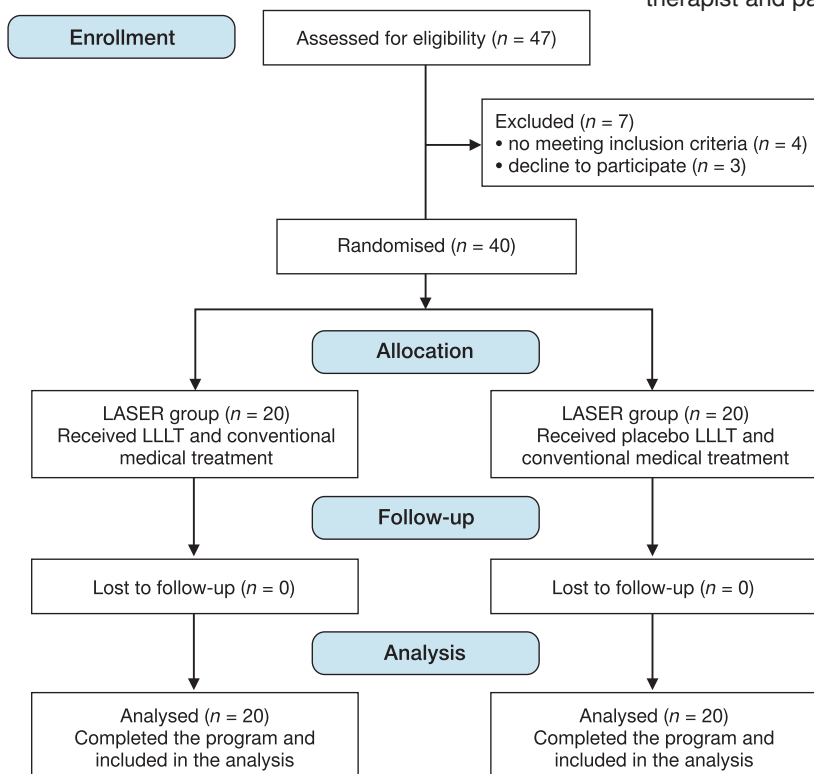 therapist and pa
Enrollment
Assessed for eligibility (n = 47)
Excluded (n = 7)
• no meeting inclusion criteria (n = 4)
• decline to participate (n = 3)
Randomised (n = 40)
Allocation
LASER group (n = 20)
Received LLLT and conventional
medical treatment
LASER group (n = 20)
Received placebo LLLT and
conventional medical treatment
Follow-up
Lost to follow-up (n = 0)
Lost to follow-up (n = 0)
Analysis
Analysed (n = 20)
Completed the program and
included in the analysis
Analysed (n = 20)
Completed the program and
included in the analysis